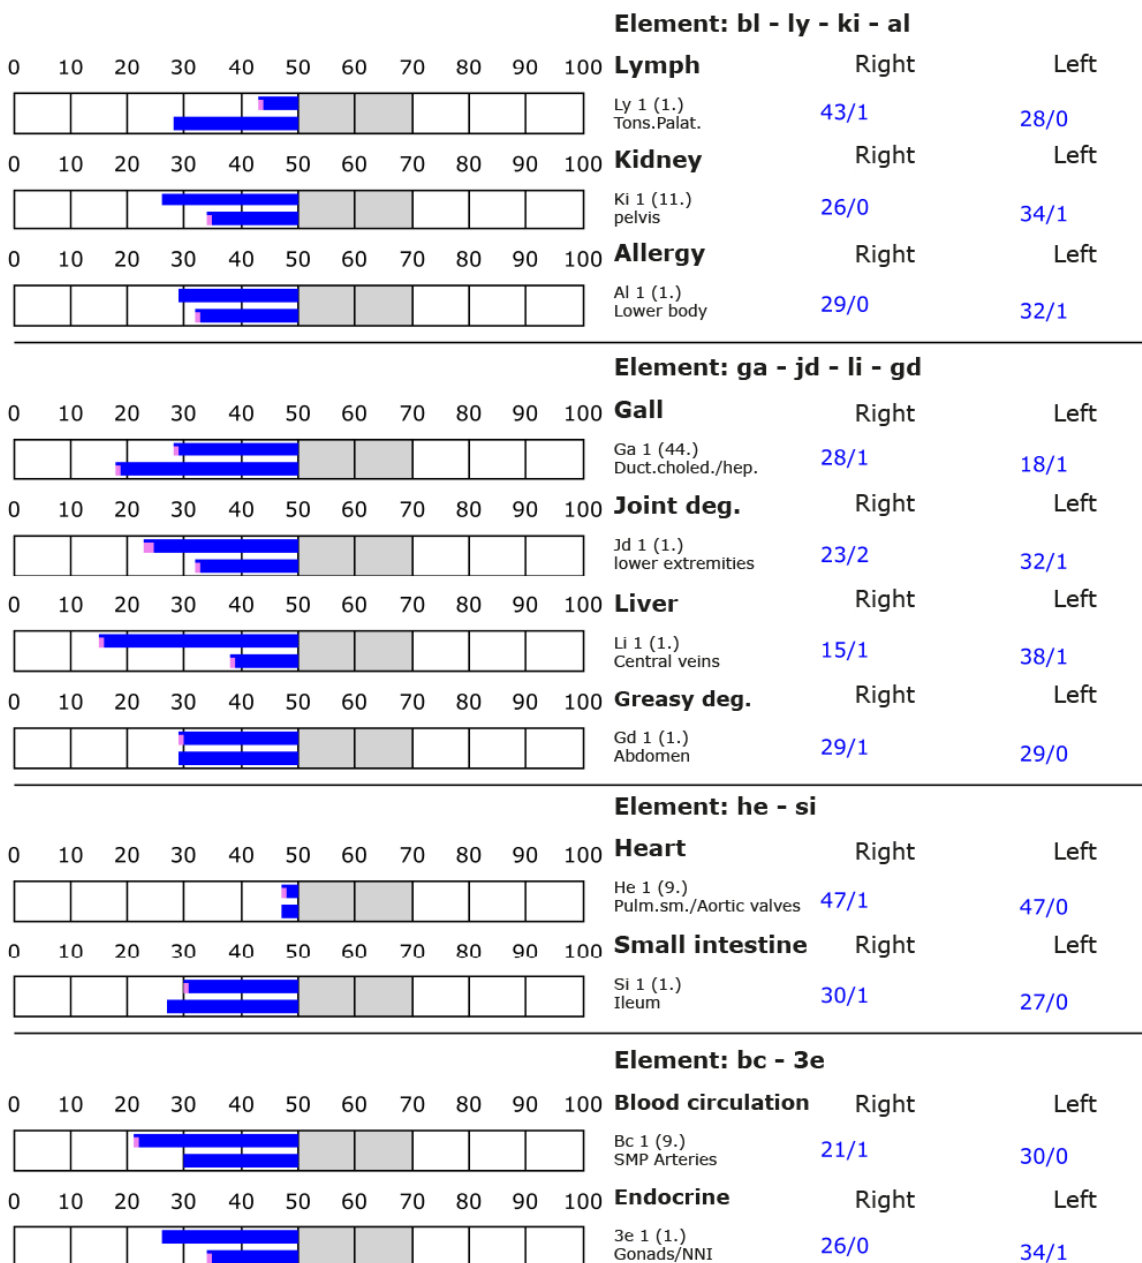 Element: bl - ly - ki - al
0 10 20 30 40 50 60 70 80 90 100 Lymph Right Left
Ly 1 (1.) 43/1 28/0
Tons.Palat.
0 10 20 30 40 50 60 70 80 90 100 Kidney Right Left
Ki 1 (11.) 26/0 34/1
pelvis
0 10 20 30 40 50 60 70 80 90 100 Allergy Right Left
Al 1 (1.) 29/0 32/1
Lower body
Element: ga - jd - li - gd
0 10 20 30 40 50 60 70 80 90 100 Gall Right Left
Ga 1 (44.) 28/1 18/1
Duct.choled./hep.
0 10 20 30 40 50 60 70 80 90 100 Joint deg. Right Left
Jd 1 (1.) 23/2 32/1
lower extremities
0 10 20 30 40 50 60 70 80 90 100 Liver Right Left
Li 1 (1.) 15/1 38/1
Central veins
0 10 20 30 40 50 60 70 80 90 100 Greasy deg. Right Left
Gd 1 (1.) 29/1 29/0
Abdomen
Element: he - si
0 10 20 30 40 50 60 70 80 90 100 Heart Right Left
He 1 (9.) 47/1 47/0
Pulm.sm./Aortic valves
0 10 20 30 40 50 60 70 80 90 100 Small intestine Right Left
Si 1 (1.) 30/1 27/0
Ileum
Element: bc - 3e
0 10 20 30 40 50 60 70 80 90 100 Blood circulation Right Left
Bc 1 (9.) 21/1 30/0
SMP Arteries
0 10 20 30 40 50 60 70 80 90 100 Endocrine Right Left
3e 1 (1.) 26/0 34/1
Gonads/NNI